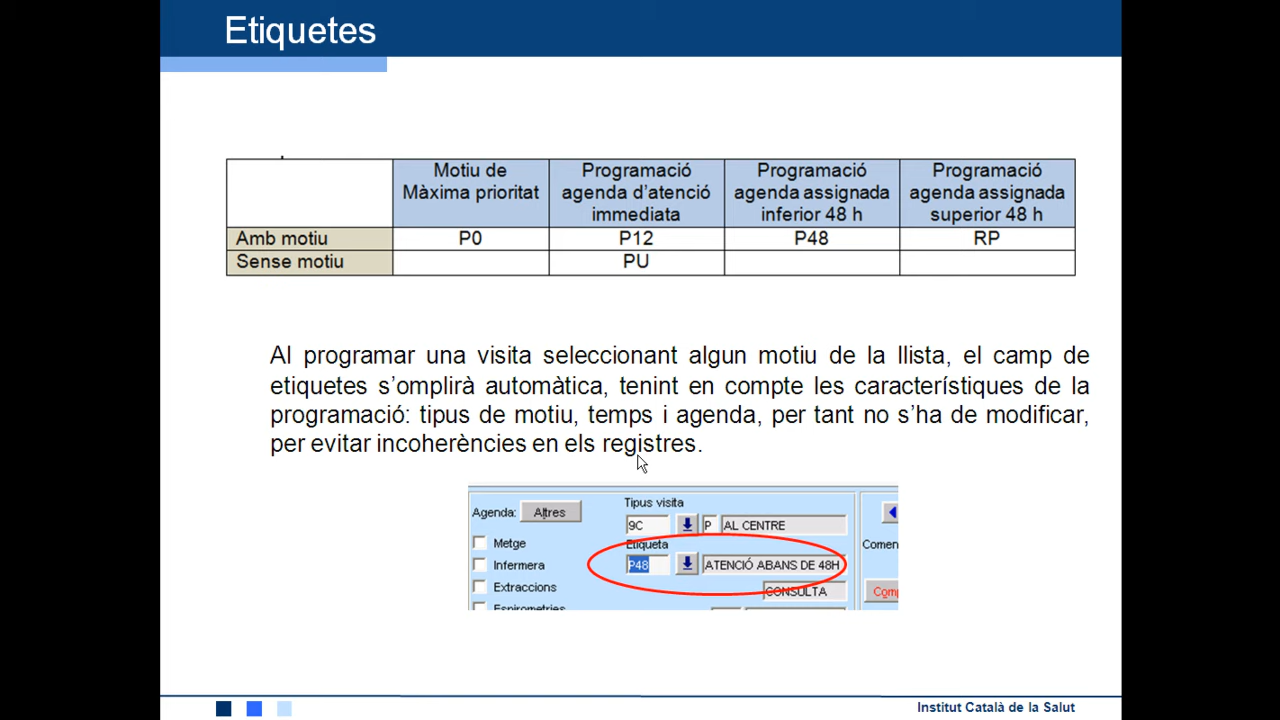 Etiquetes
Motiu de Màxima prioritat
Programació agenda d'atenció immediata
Programació agenda assignada inferior 48 h
Programació agenda assignada superior 48 h
Amb motiu P0 P12 P48 RP
Sense motiu PU
Al programar una visita seleccionant algun motiu de la llista, el camp de
etiquetes s'omplirà automàtica, tenint en compte les característiques de la
programació: tipus de motiu, temps i agenda, per tant no s'ha de modificar,
per evitar incoherències en els registres.
Tipus visita
Agenda: Altres 9C P AL CENTRE
Metge Etiqueta Comen
Infermera P48 ATENCIÓ ABANS DE 48H
Extraccions CONSULTA Comp
Espirometries
Institut Català de la Salut